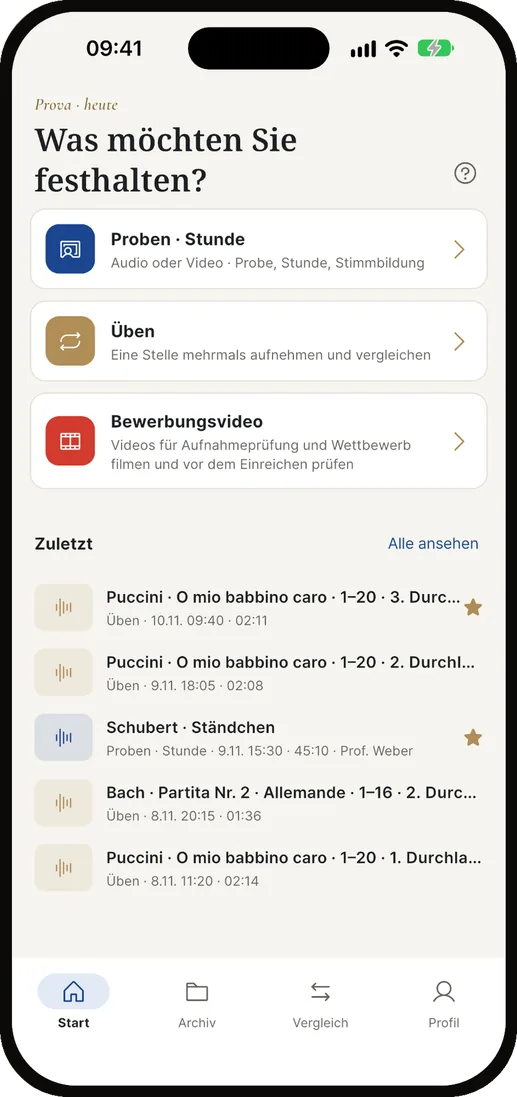 09:41
Prova · heute
Was möchten Sie
festhalten?
Proben · Stunde
Audio oder Video · Probe, Stunde, Stimmbildung
Üben
Eine Stelle mehrmals aufnehmen und vergleichen
Bewerbungsvideo
Videos für Aufnahmeprüfung und Wettbewerb
filmen und vor dem Einreichen prüfen
Zuletzt
Alle ansehen
Puccini · O mio babbino caro · 1–20 · 3. Durc...
Üben · 10.11. 09:40 · 02:11
Puccini · O mio babbino caro · 1–20 · 2. Durchl...
Üben · 9.11. 18:05 · 02:08
Schubert · Ständchen
Proben · Stunde · 9.11. 15:30 · 45:10 · Prof. Weber
Bach · Partita Nr. 2 · Allemande · 1–16 · 2. Durc...
Üben · 8.11. 20:15 · 01:36
Puccini · O mio babbino caro · 1–20 · 1. Durchla...
Üben · 8.11. 11:20 · 02:14
Start
Archiv
Vergleich
Profil